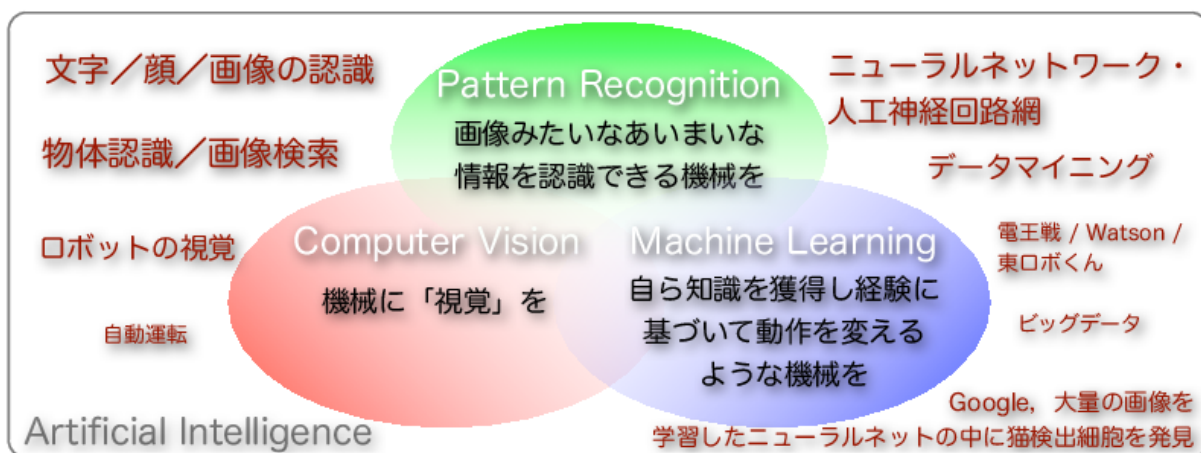 文字／顔／画像の認識
物体認識／画像検索
ロボットの視覚
自動運転
Pattern Recognition
画像みたいなあいまいな
情報を認識できる機械を
Computer Vision
機械に「視覚」を
Machine Learning
自ら知識を獲得し経験に
基づいて動作を変える
ような機械を
ニューラルネットワーク・
人工神経回路網
データマイニング
電王戦 / Watson /
東ロボくん
ビッグデータ
Google，大量の画像を
学習したニューラルネットの中に猫検出細胞を発見
Artificial Intelligence